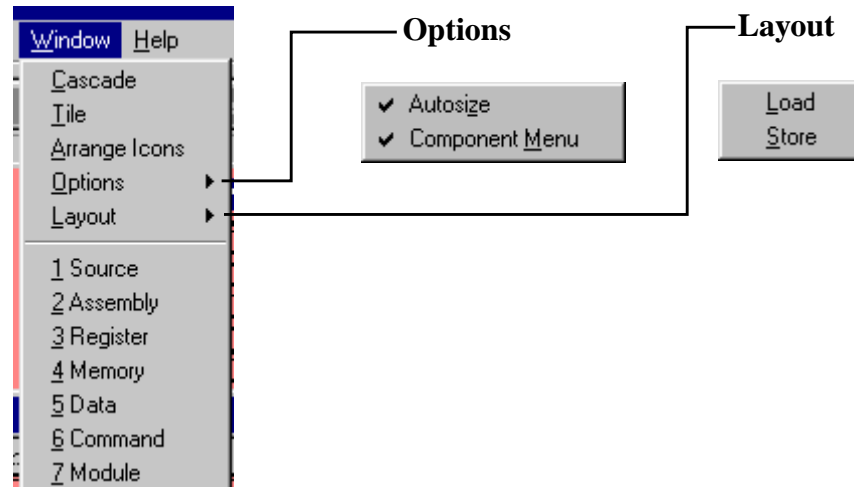 Window Help
Cascade
Tile
Arrange Icons
Options
Layout
1 Source
2 Assembly
3 Register
4 Memory
5 Data
6 Command
7 Module
Options
Autosize
Component Menu
Layout
Load
Store